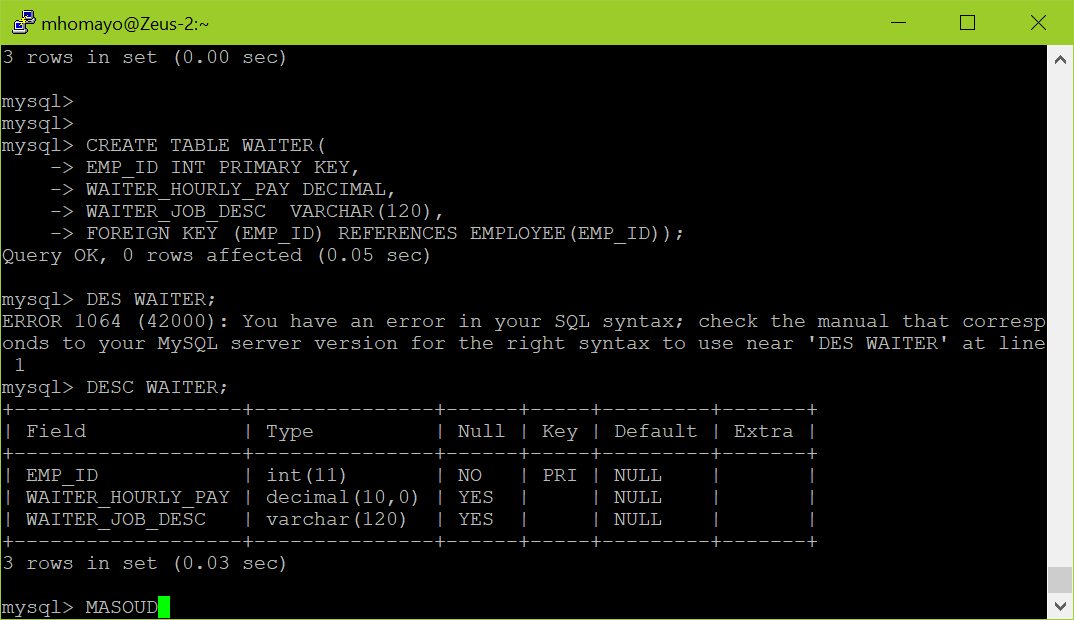 mhomayo@Zeus-2:~
3 rows in set (0.00 sec)
mysql>
mysql>
mysql> CREATE TABLE WAITER(
    -> EMP_ID INT PRIMARY KEY,
    -> WAITER_HOURLY_PAY DECIMAL,
    -> WAITER_JOB_DESC  VARCHAR(120),
    -> FOREIGN KEY (EMP_ID) REFERENCES EMPLOYEE(EMP_ID));
Query OK, 0 rows affected (0.05 sec)
mysql> DES WAITER;
ERROR 1064 (42000): You have an error in your SQL syntax; check the manual that corresp
onds to your MySQL server version for the right syntax to use near 'DES WAITER' at line
 1
mysql> DESC WAITER;
+-------------------+---------------+------+-----+---------+-------+
| Field             | Type          | Null | Key | Default | Extra |
+-------------------+---------------+------+-----+---------+-------+
| EMP_ID            | int(11)       | NO   | PRI | NULL    |       |
| WAITER_HOURLY_PAY | decimal(10,0) | YES  |     | NULL    |       |
| WAITER_JOB_DESC   | varchar(120)  | YES  |     | NULL    |       |
+-------------------+---------------+------+-----+---------+-------+
3 rows in set (0.03 sec)
mysql> MASOUD